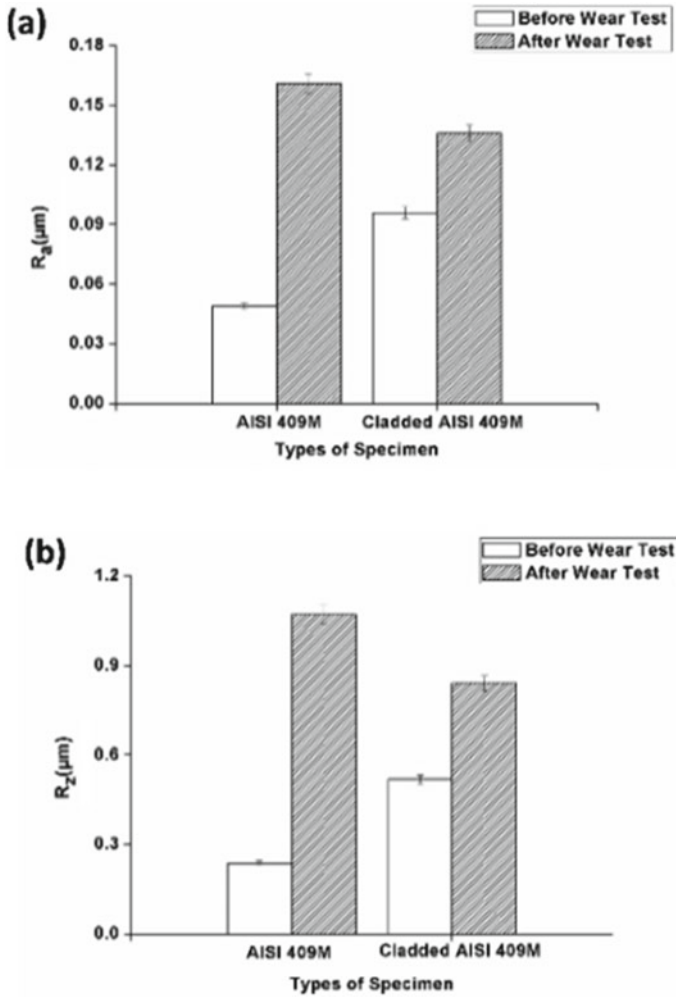 (a)
Before Wear Test
After Wear Test
0.18
0.15
0.12
0.09
0.06
0.03
0.00
Ra(μm)
AISI 409M
Cladded AISI 409M
Types of Specimen
(b)
Before Wear Test
After Wear Test
1.2
0.9
0.6
0.3
0.0
Rz(μm)
AISI 409M
Cladded AISI 409M
Types of Specimen